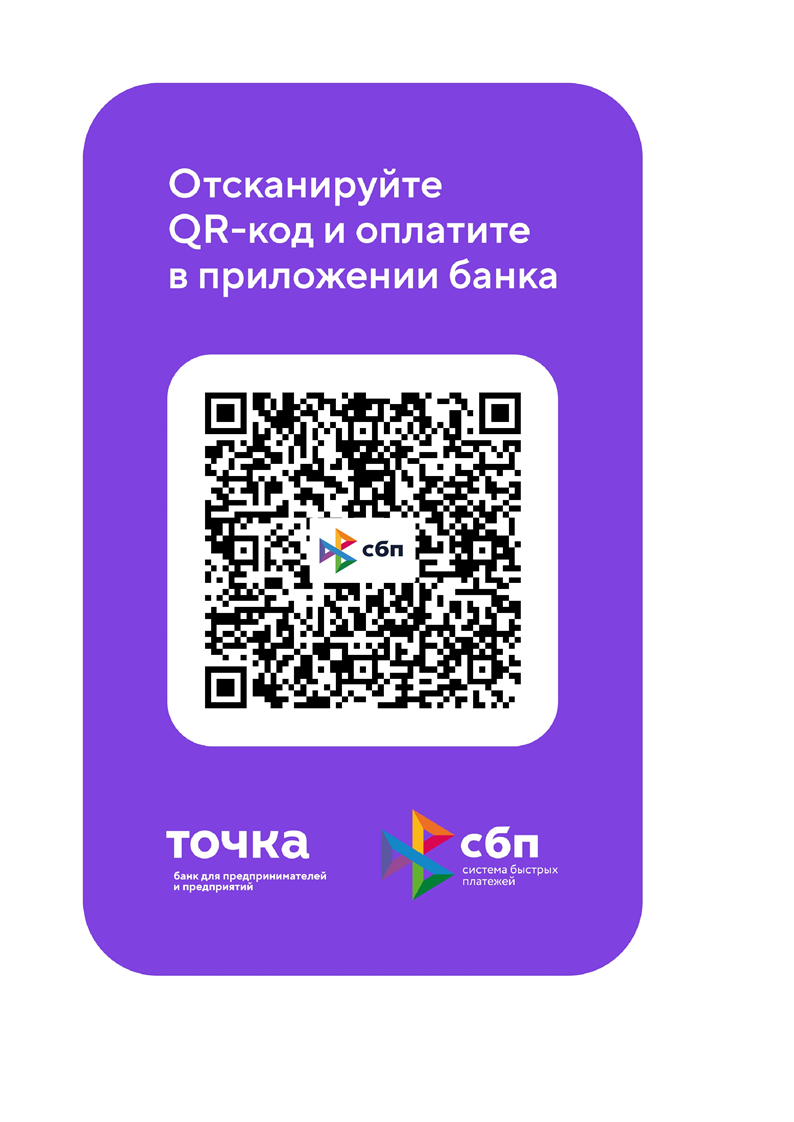 Отсканируйте
QR-код и оплатите
в приложении банка
сбп
точка
банк для предпринимателей
и предприятий
сбп
система быстрых
платежей